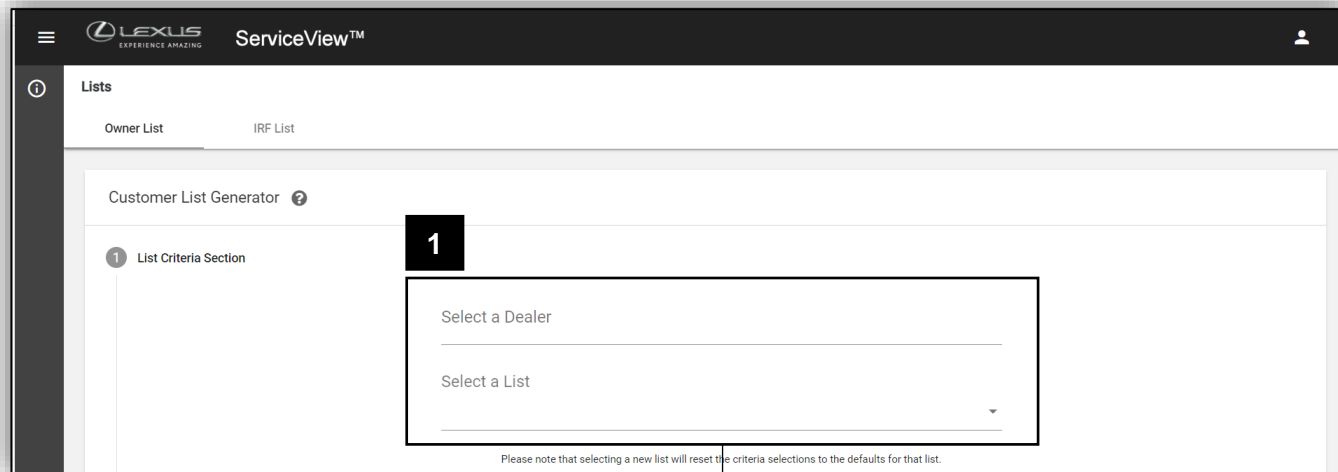 LEXUS
EXPERIENCE AMAZING
ServiceView™
Lists
Owner List
IRF List
Customer List Generator
1
1 List Criteria Section
Select a Dealer
Select a List
Please note that selecting a new list will reset the criteria selections to the defaults for that list.